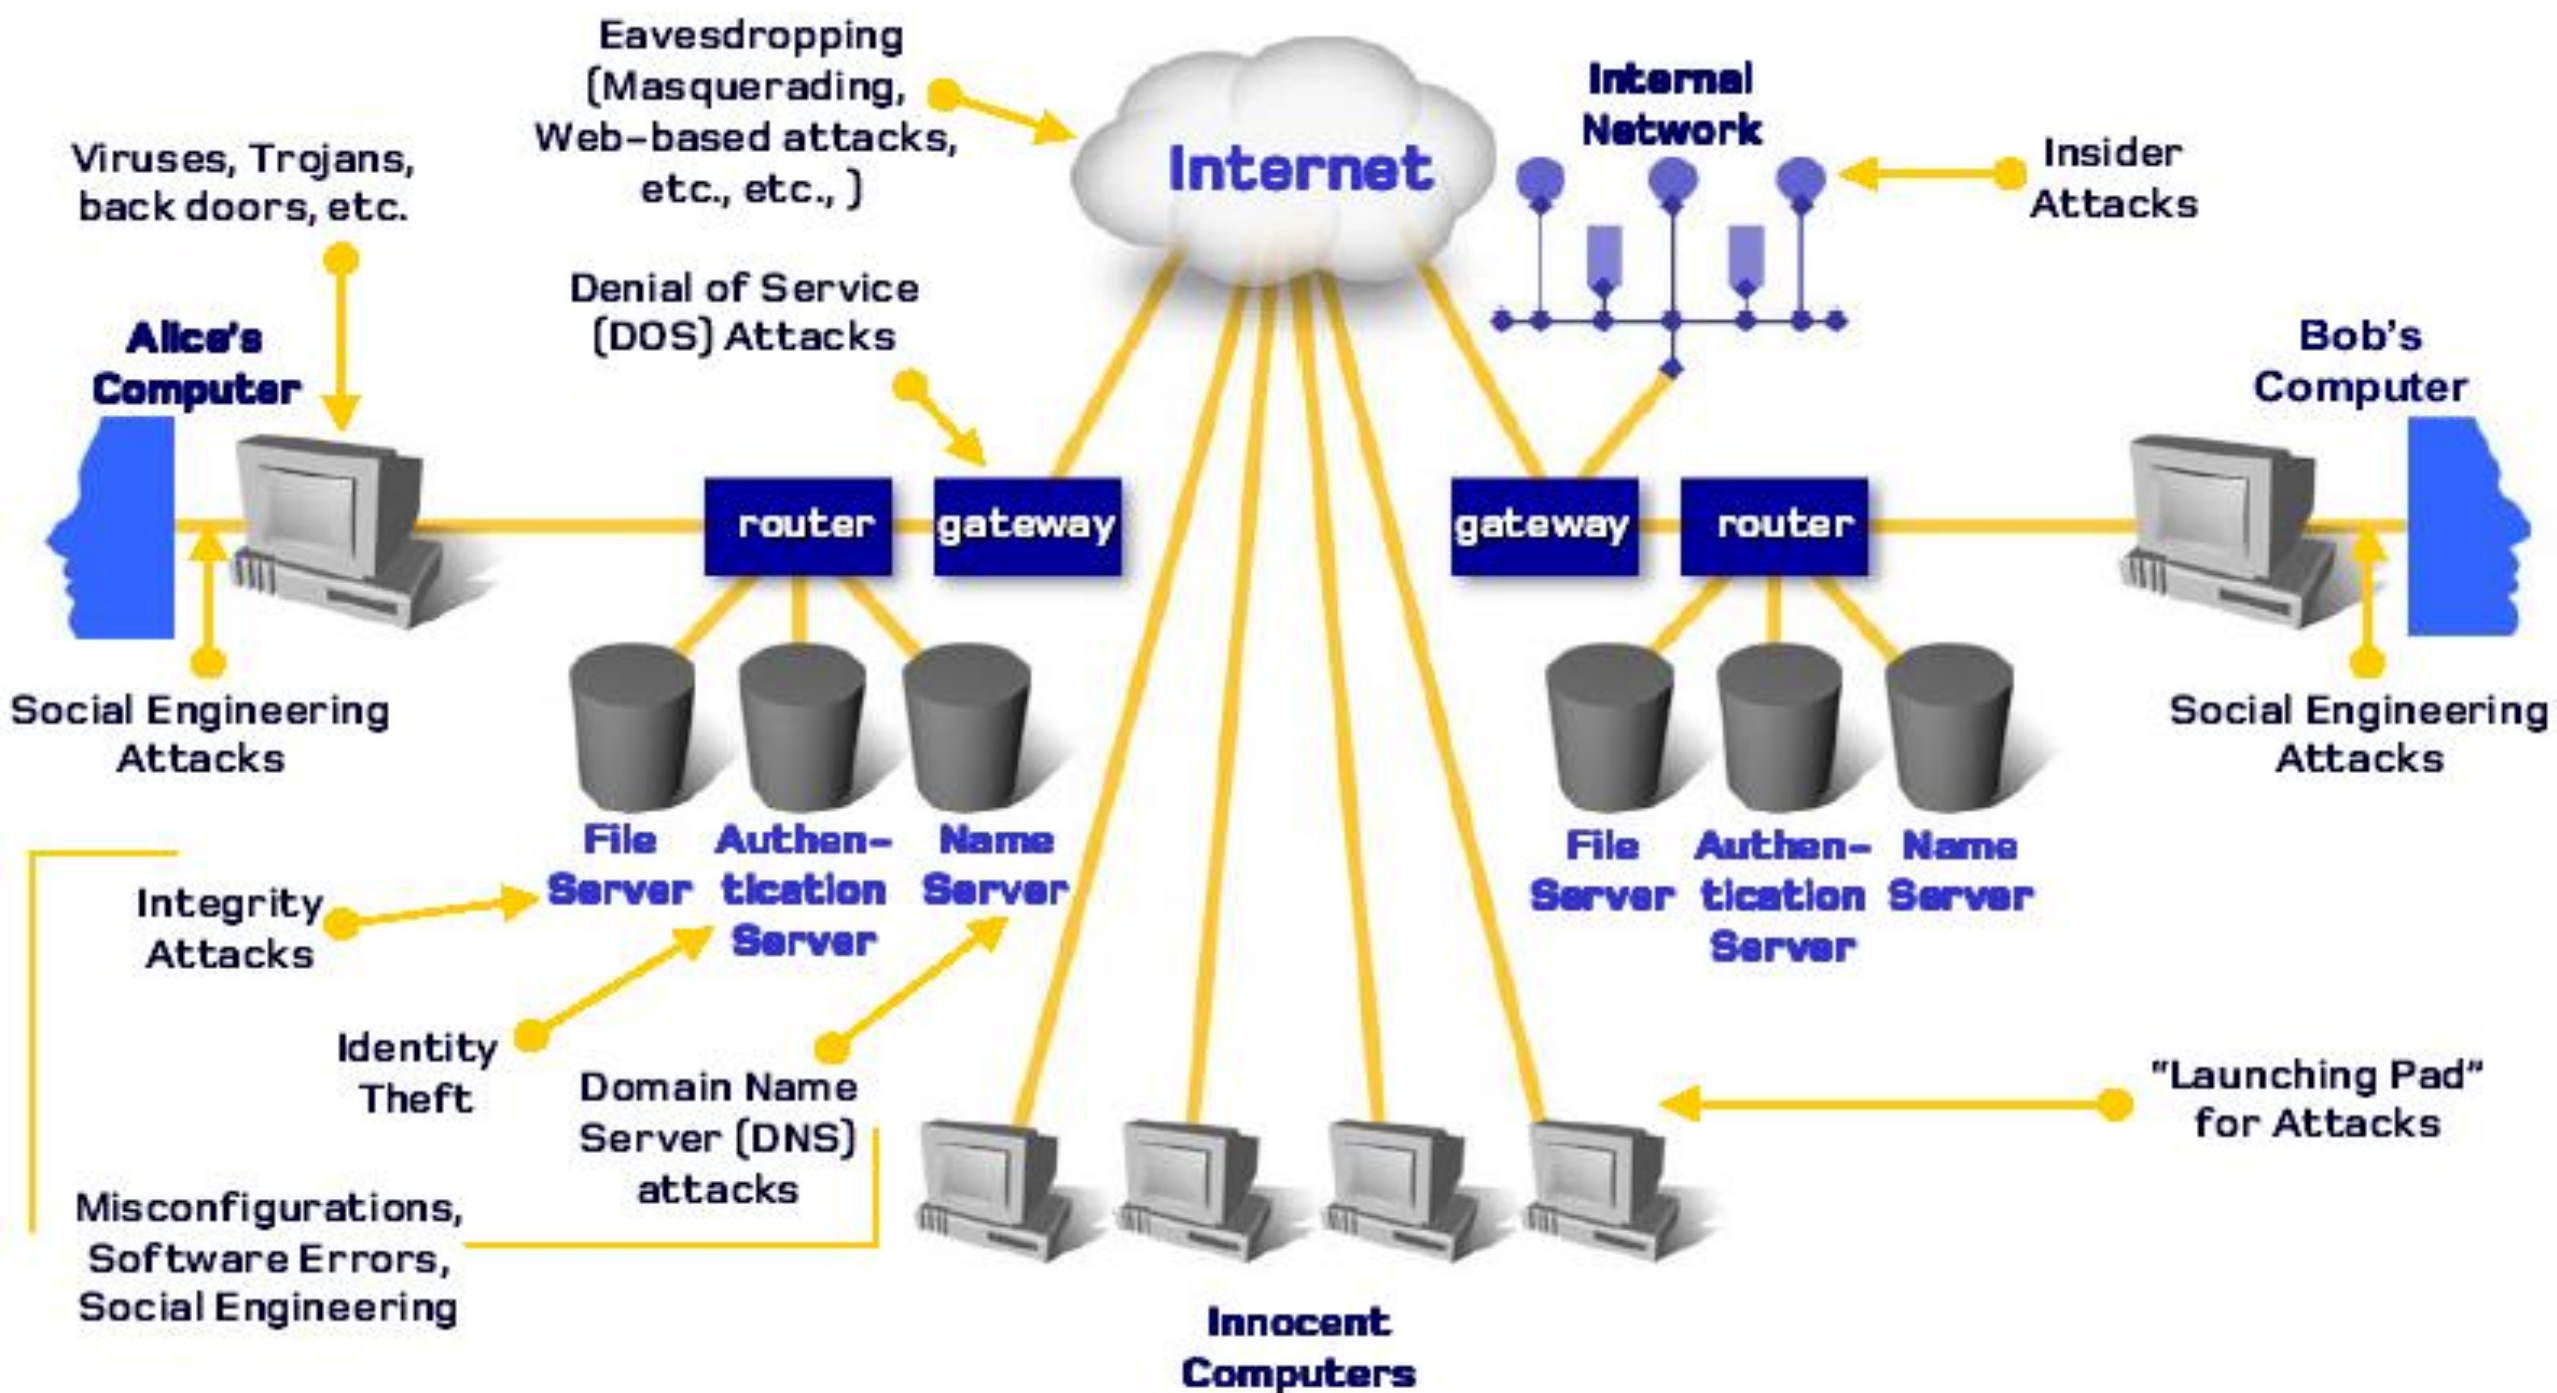 Eavesdropping
(Masquerading,
Web-based attacks,
etc., etc., )
Internet
Internal
Network
Insider
Attacks
Viruses, Trojans,
back doors, etc.
Denial of Service
(DOS) Attacks
Alice's
Computer
Bob's
Computer
router
gateway
gateway
router
Social Engineering
Attacks
Social Engineering
Attacks
File
Server
Authen-
tication
Server
Name
Server
File
Server
Authen-
tication
Server
Name
Server
Integrity
Attacks
Identity
Theft
Domain Name
Server (DNS)
attacks
"Launching Pad"
for Attacks
Misconfigurations,
Software Errors,
Social Engineering
Innocent
Computers